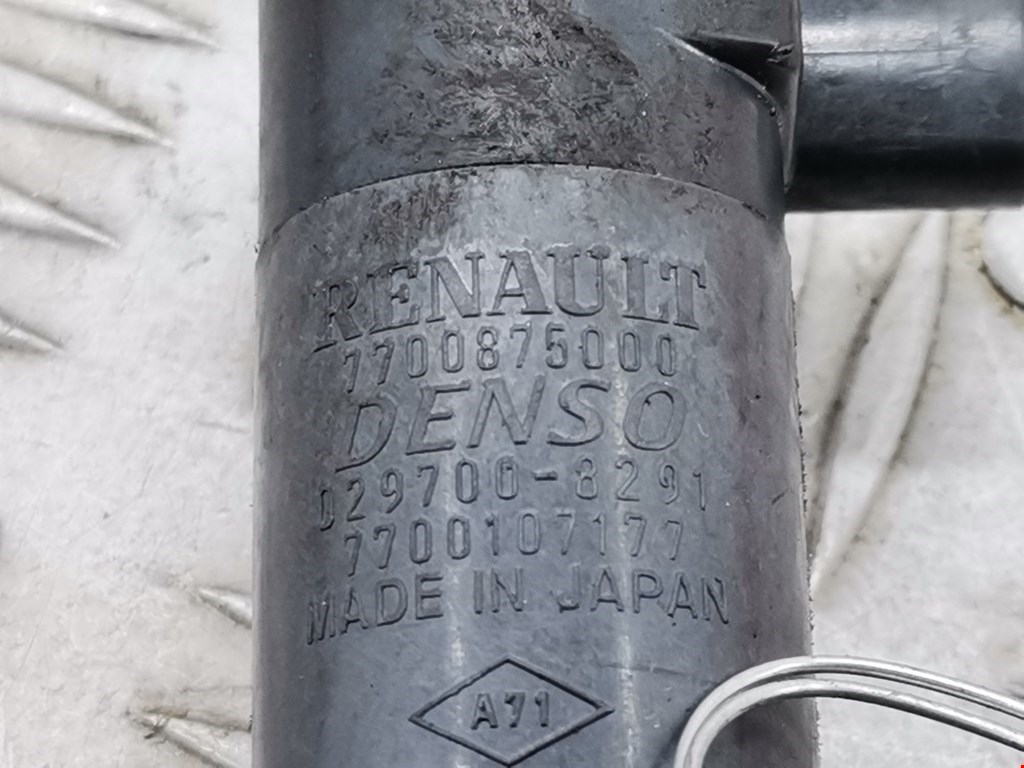 RENAULT
7700875000
DENSO
029700-8291
7700107177
MADE IN JAPAN
A71